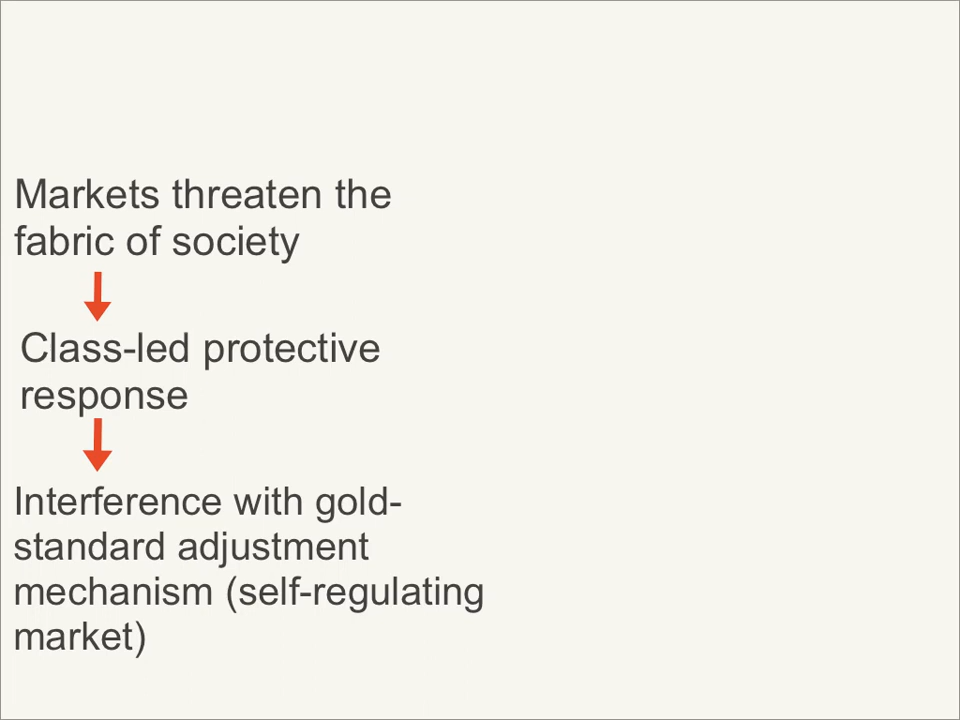 Markets threaten the
fabric of society
Class-led protective
response
Interference with gold-
standard adjustment
mechanism (self-regulating
market)